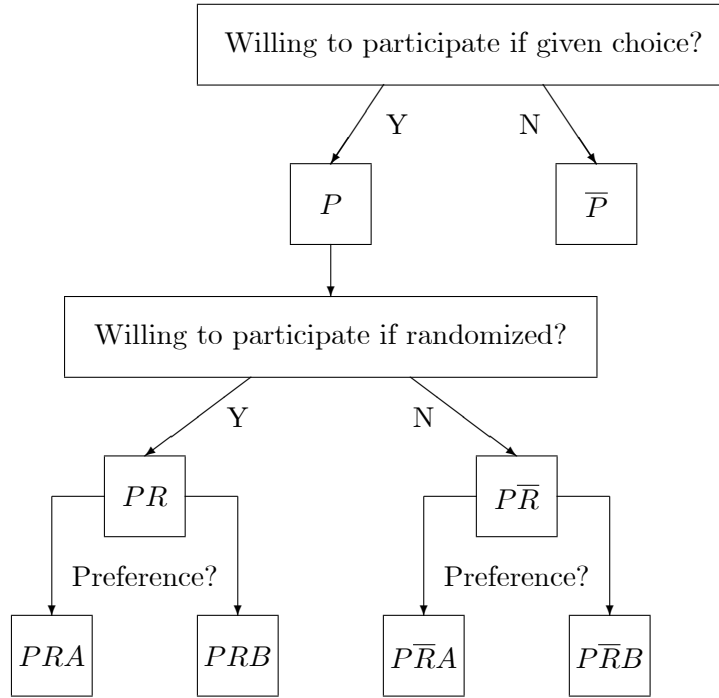 Willing to participate if given choice?
Y N
P P̅
Willing to participate if randomized?
Y N
PR PR̅
Preference? Preference?
PRA PRB PR̅A PR̅B